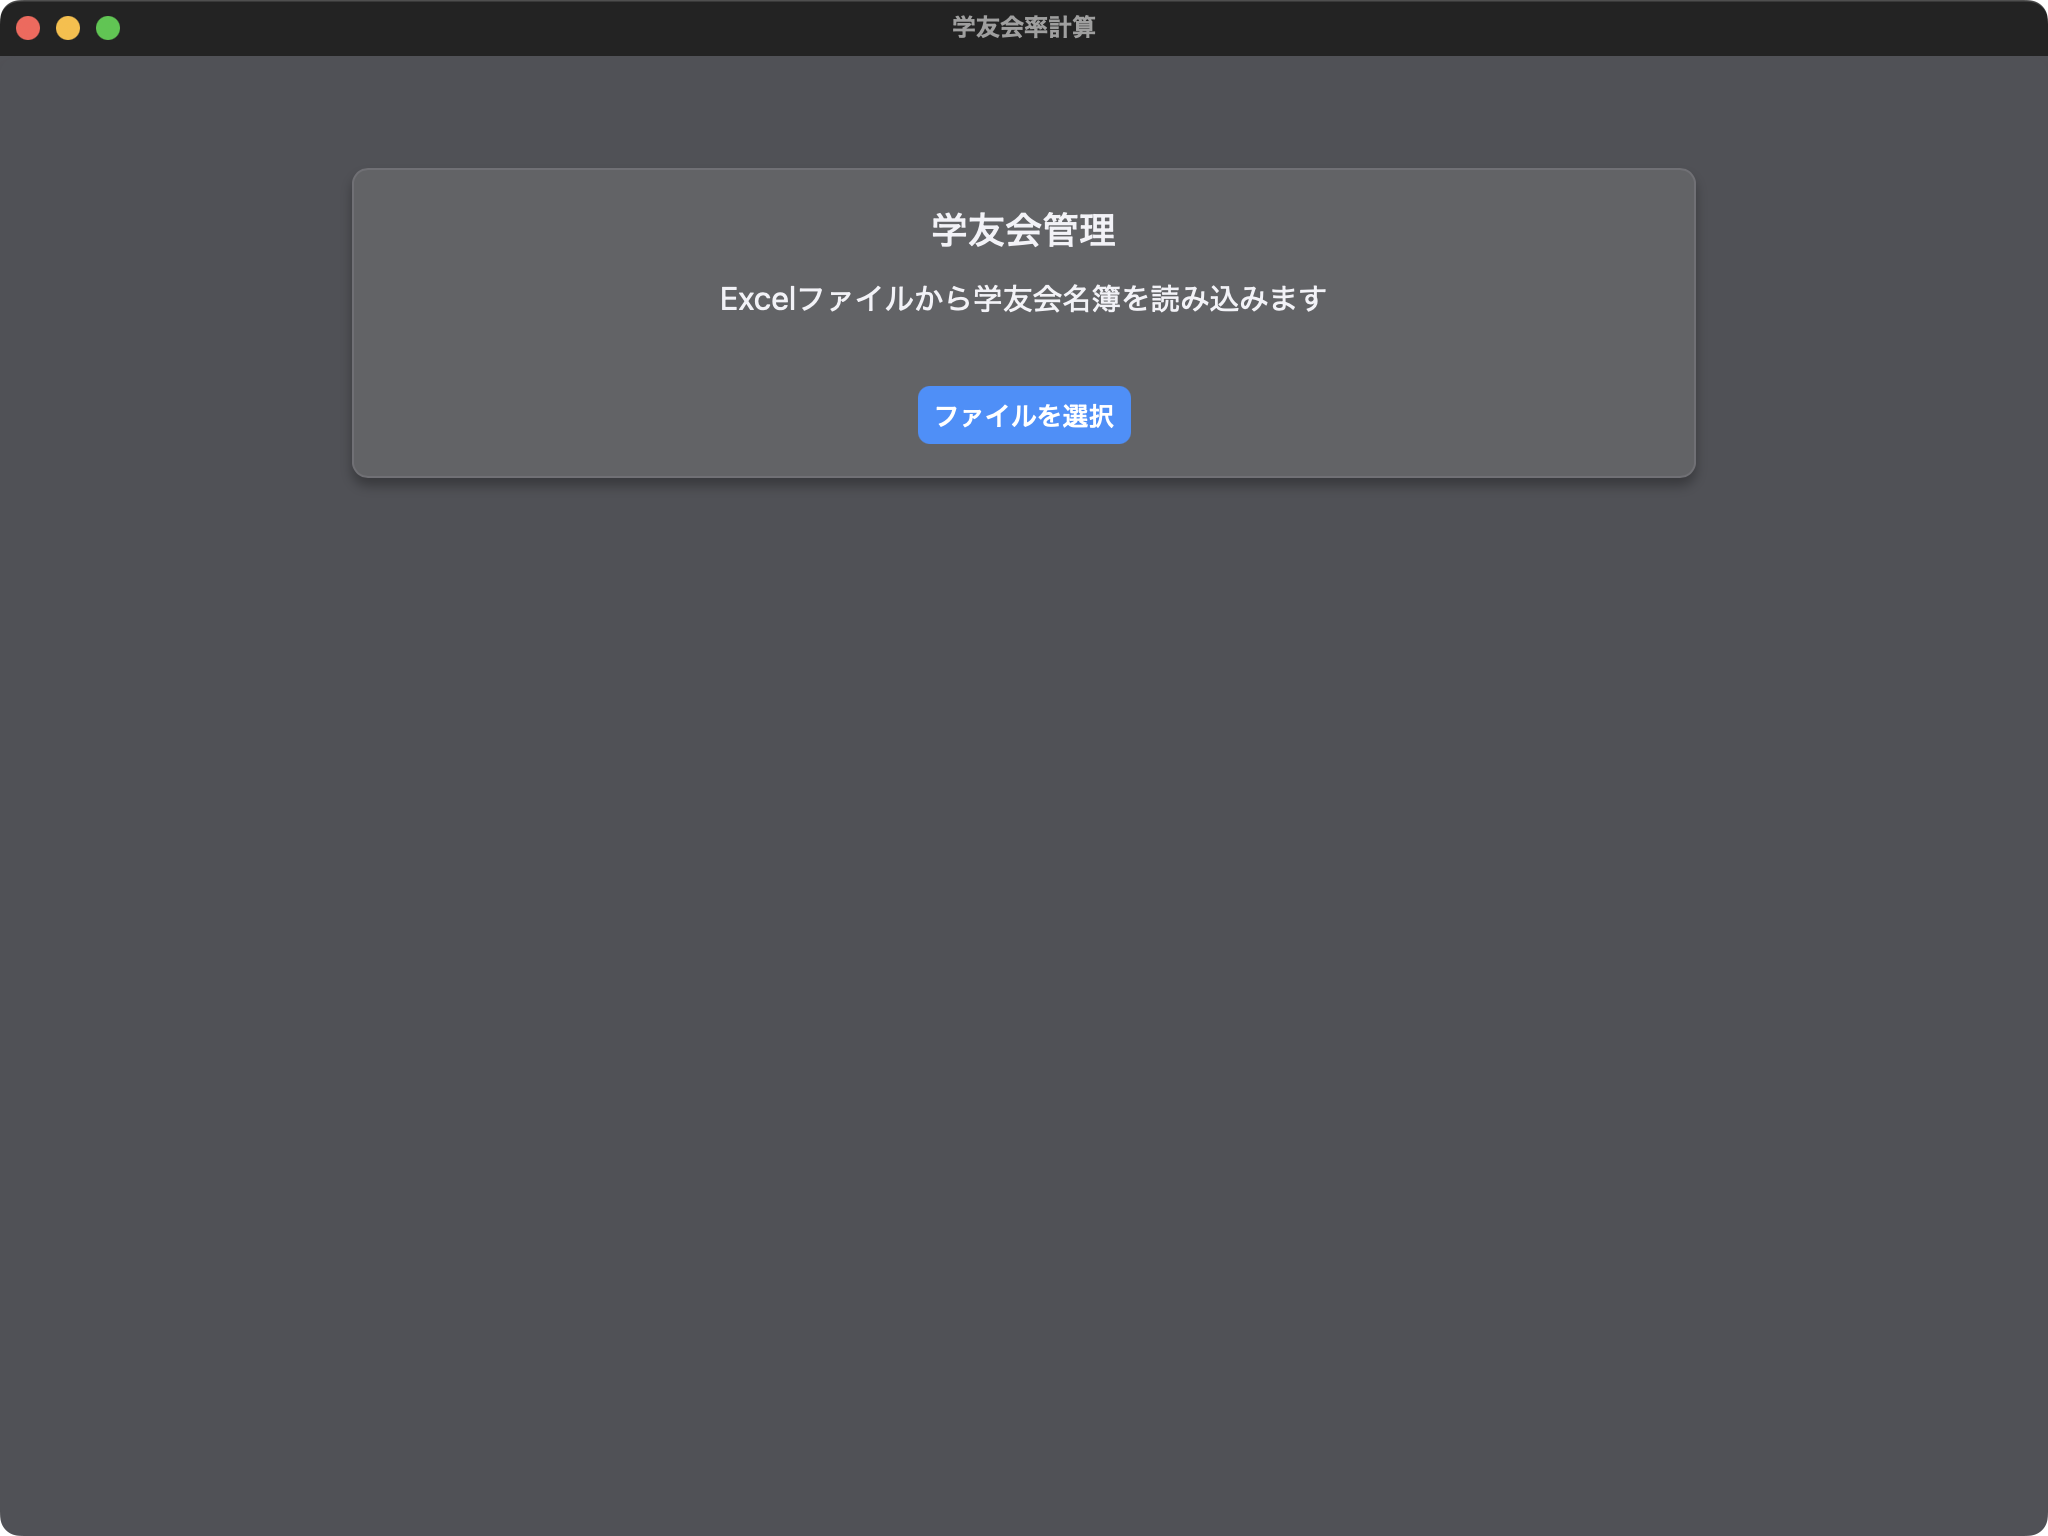 学友会率計算
学友会管理
Excelファイルから学友会名簿を読み込みます
ファイルを選択